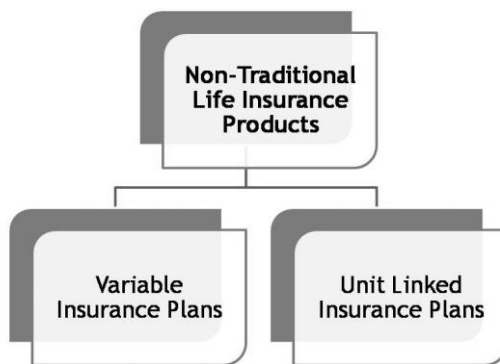 Non-Traditional
Life Insurance
Products
Variable
Insurance Plans
Unit Linked
Insurance Plans